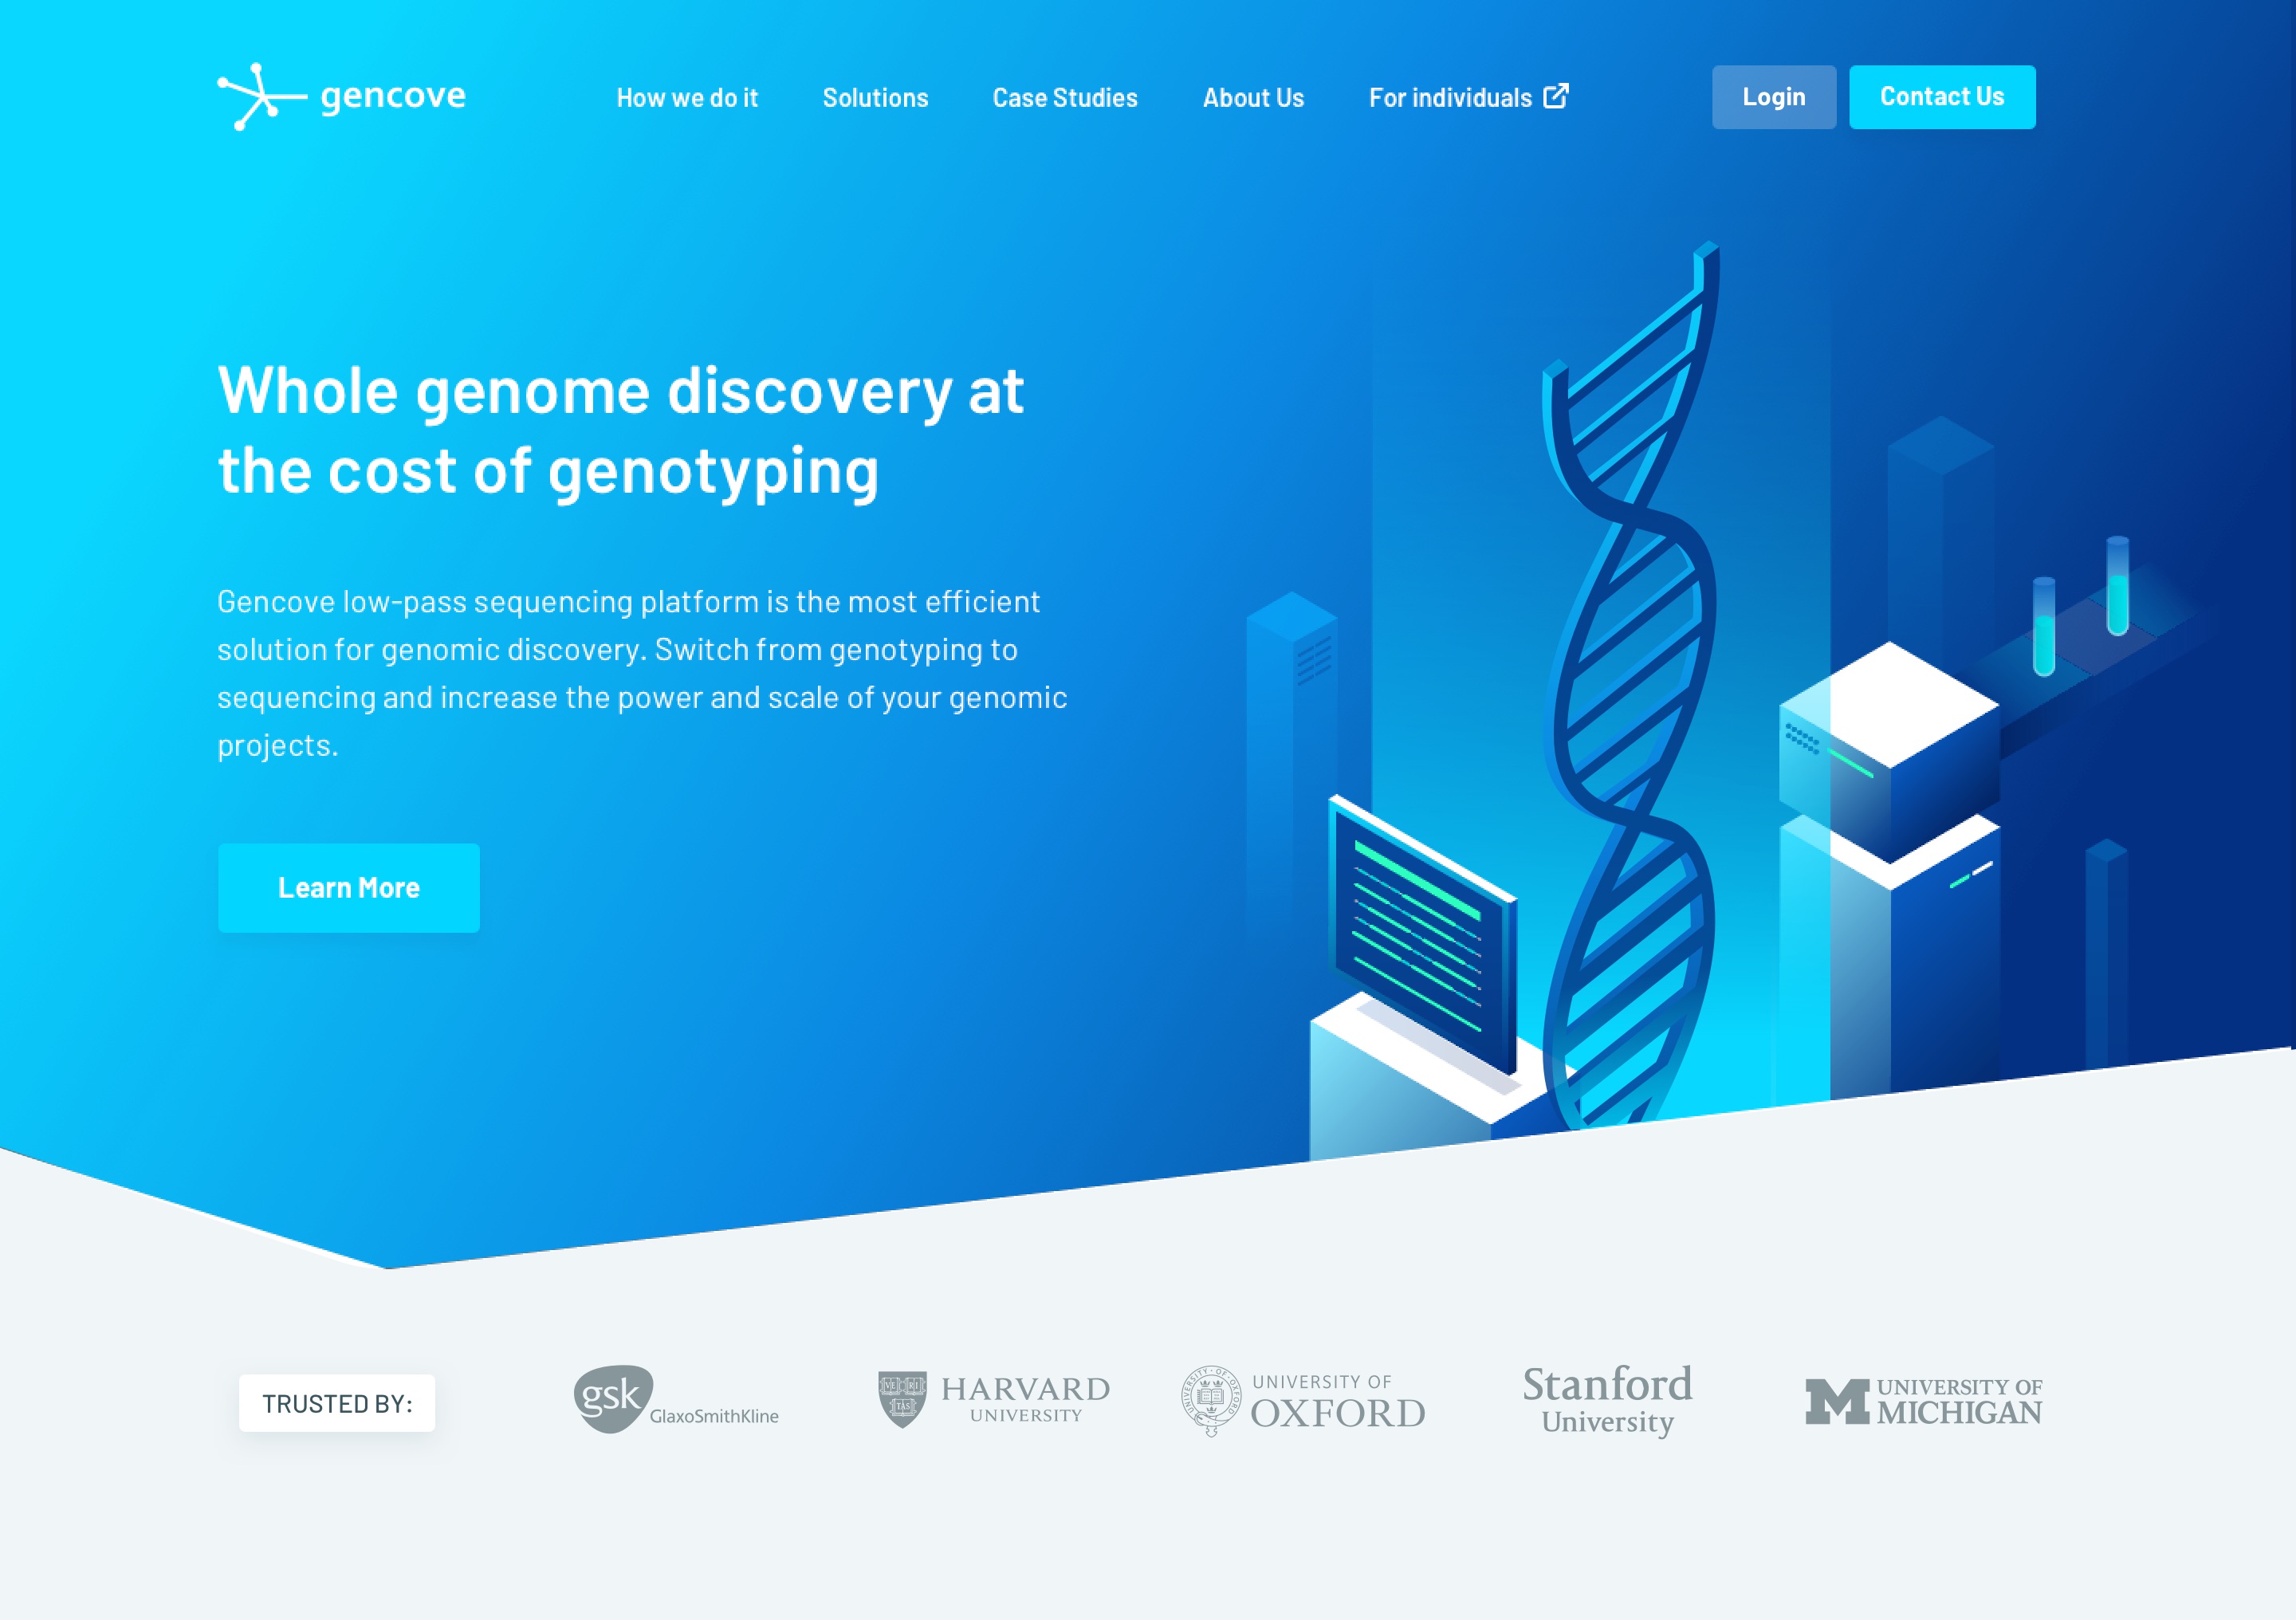 gencove
How we do it
Solutions
Case Studies
About Us
For individuals
Login
Contact Us
Whole genome discovery at
the cost of genotyping
Gencove low-pass sequencing platform is the most efficient
solution for genomic discovery. Switch from genotyping to
sequencing and increase the power and scale of your genomic
projects.
Learn More
TRUSTED BY:
gsk
GlaxoSmithKline
VE RI
TAS
HARVARD
UNIVERSITY
UNIVERSITY OF OXFORD
UNIVERSITY OF
OXFORD
Stanford
University
M
UNIVERSITY OF
MICHIGAN